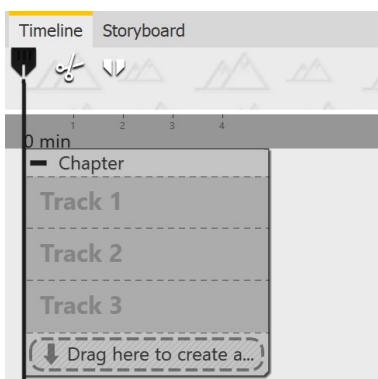 Timeline Storyboard
1 2 3 4
0 min
Chapter
Track 1
Track 2
Track 3
Drag here to create a...